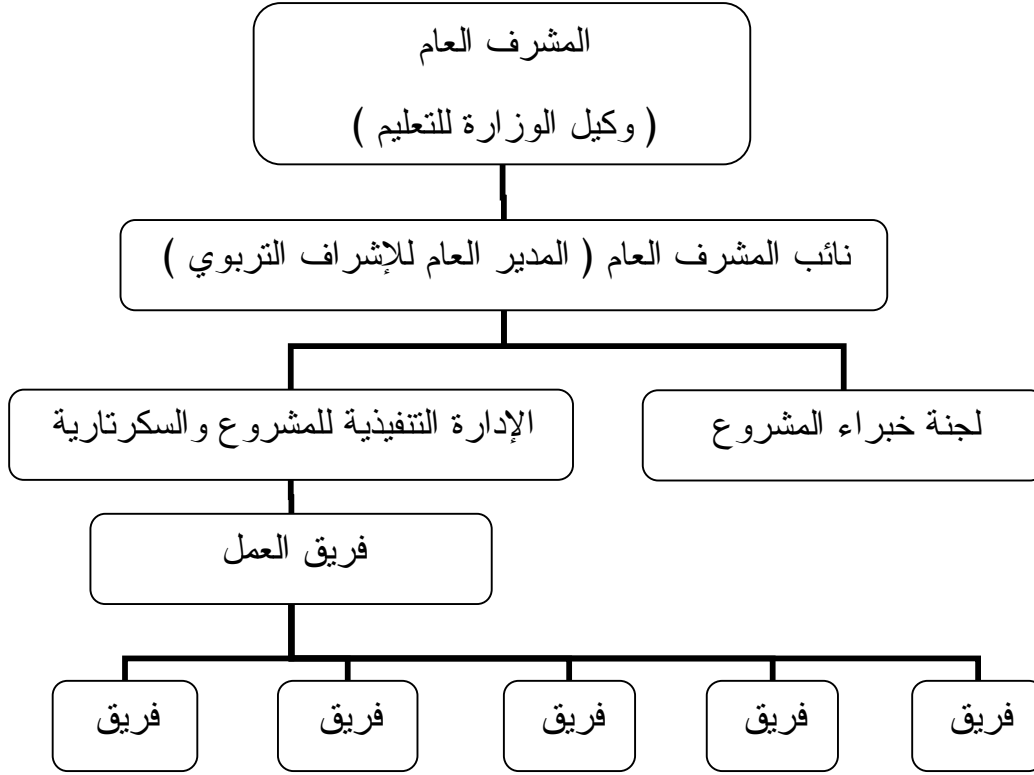 المشرف العام
( وكيل الوزارة للتعليم )
نائب المشرف العام ( المدير العام للإشراف التربوي )
لجنة خبراء المشروع
الإدارة التنفيذية للمشروع والسكرتارية
فريق العمل
فريق
فريق
فريق
فريق
فريق